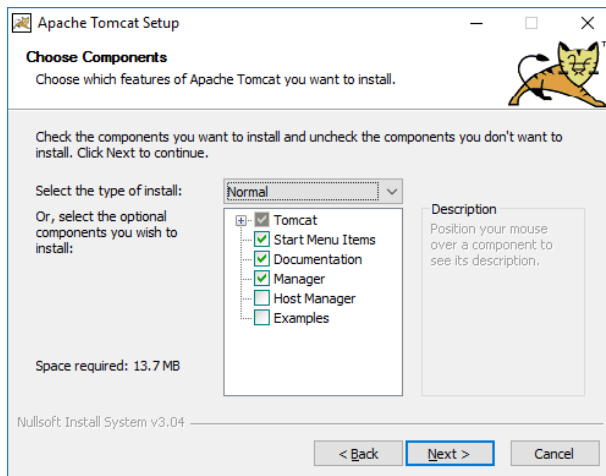 Apache Tomcat Setup
Choose Components
Choose which features of Apache Tomcat you want to install.
TM
Check the components you want to install and uncheck the components you don't want to
install. Click Next to continue.
Select the type of install:
Normal
Or, select the optional
components you wish to
install:
Tomcat
Start Menu Items
Documentation
Manager
Host Manager
Examples
Description
Position your mouse
over a component to
see its description.
Space required: 13.7 MB
Nullsoft Install System v3.04
< Back
Next >
Cancel